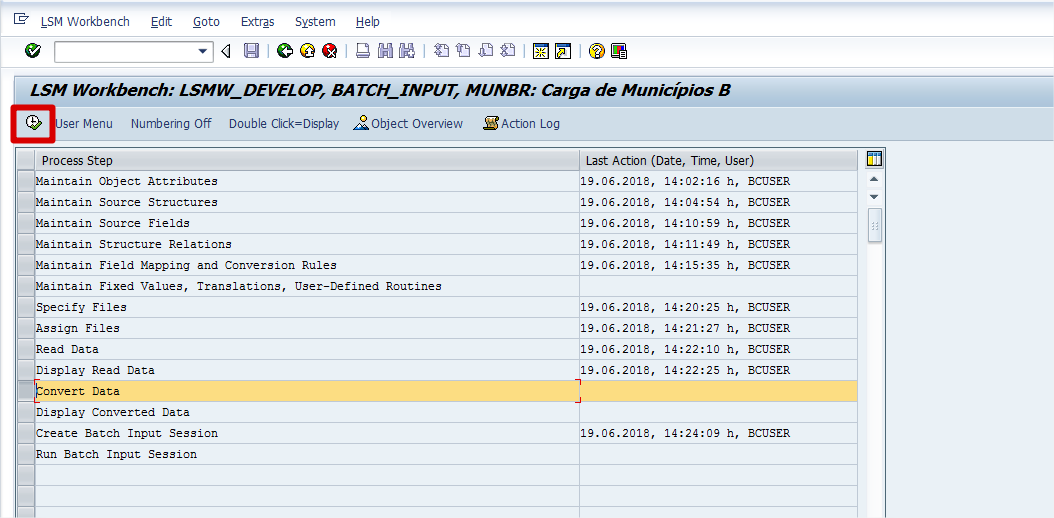 LSM Workbench Edit Goto Extras System Help
LSM Workbench: LSMW_DEVELOP, BATCH_INPUT, MUNBR: Carga de Municípios B
User Menu Numbering Off Double Click=Display Object Overview Action Log
Process Step Last Action (Date, Time, User)
Maintain Object Attributes 19.06.2018, 14:02:16 h, BCUSER
Maintain Source Structures 19.06.2018, 14:04:54 h, BCUSER
Maintain Source Fields 19.06.2018, 14:10:59 h, BCUSER
Maintain Structure Relations 19.06.2018, 14:11:49 h, BCUSER
Maintain Field Mapping and Conversion Rules 19.06.2018, 14:15:35 h, BCUSER
Maintain Fixed Values, Translations, User-Defined Routines
Specify Files 19.06.2018, 14:20:25 h, BCUSER
Assign Files 19.06.2018, 14:21:27 h, BCUSER
Read Data 19.06.2018, 14:22:10 h, BCUSER
Display Read Data 19.06.2018, 14:22:25 h, BCUSER
Convert Data
Display Converted Data
Create Batch Input Session 19.06.2018, 14:24:09 h, BCUSER
Run Batch Input Session